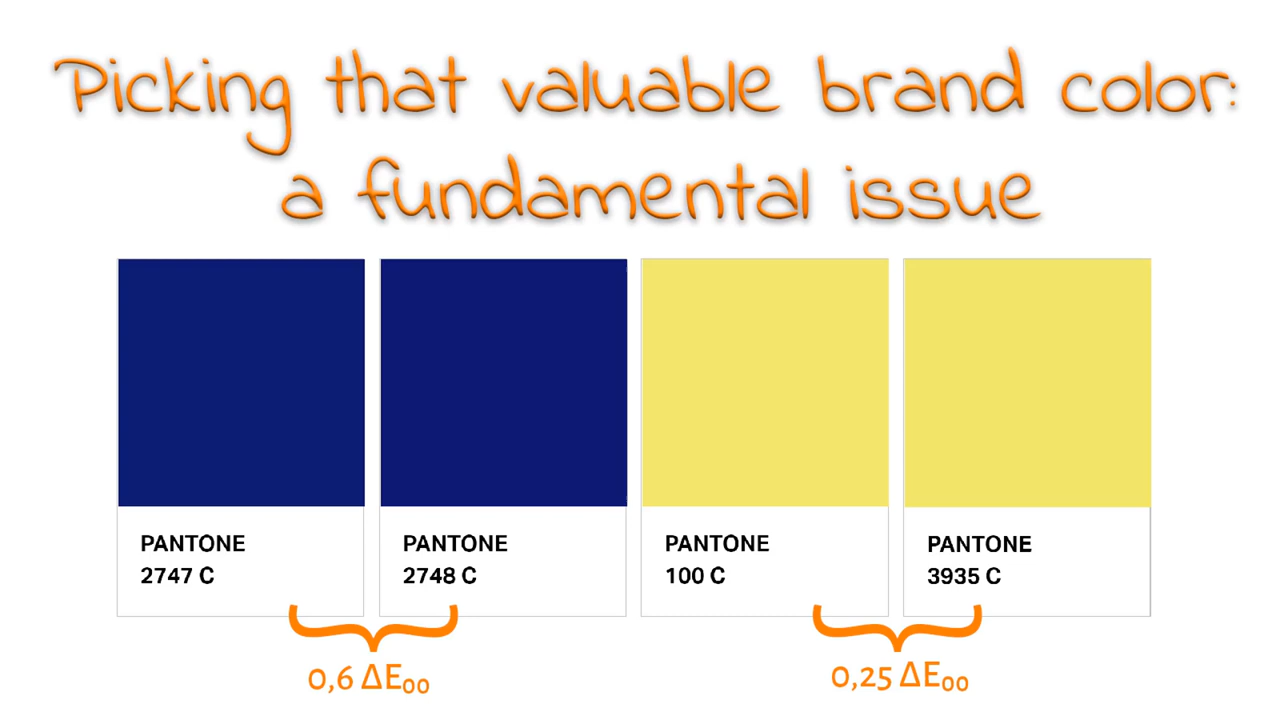 Picking that valuable brand color:
a fundamental issue
PANTONE
2747 C
PANTONE
2748 C
PANTONE
100 C
PANTONE
3935 C
0,6 ΔE₀₀
0,25 ΔE₀₀